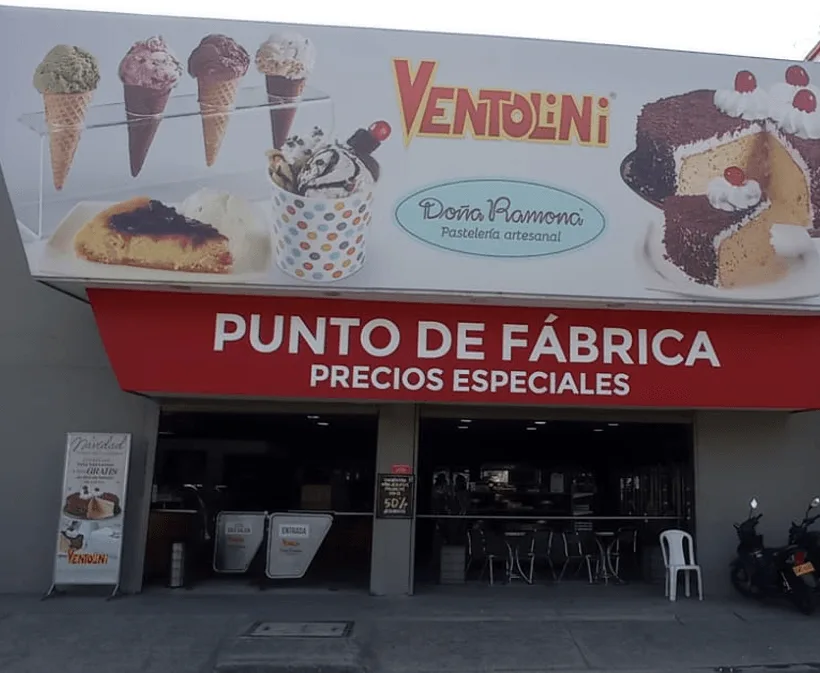 VENTOLINI
Doña Ramona
Pastelería artesanal
PUNTO DE FÁBRICA
PRECIOS ESPECIALES
Navidad
GRATIS
VENTOLINI
ENTRADA
50%